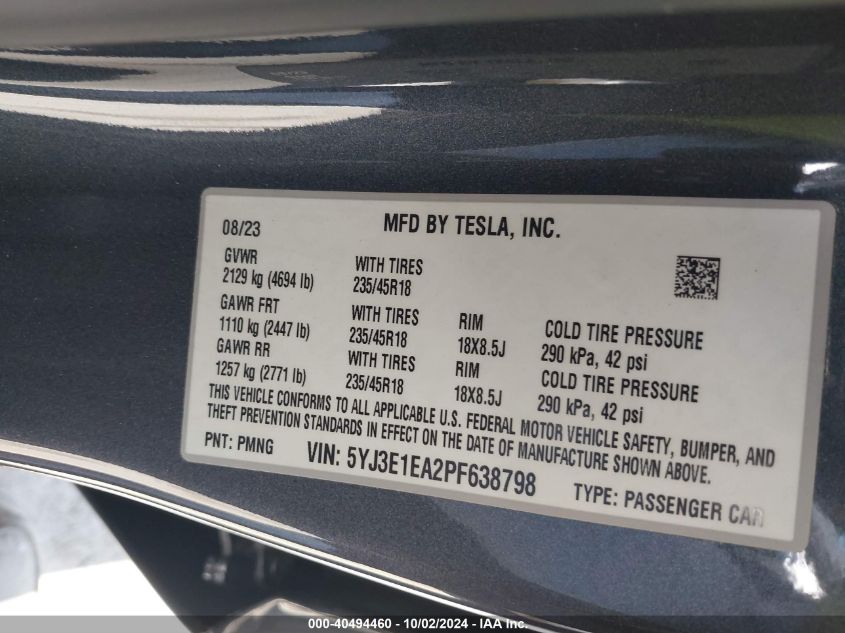 MFD BY TESLA, INC.
08/23
GVWR
2129 kg (4694 lb)
WITH TIRES
235/45R18
GAWR FRT
1110 kg (2447 lb)
WITH TIRES
235/45R18
RIM
18X8.5J
COLD TIRE PRESSURE
290 kPa, 42 psi
GAWR RR
1257 kg (2771 lb)
WITH TIRES
235/45R18
RIM
18X8.5J
COLD TIRE PRESSURE
290 kPa, 42 psi
THIS VEHICLE CONFORMS TO ALL APPLICABLE U.S. FEDERAL MOTOR VEHICLE SAFETY, BUMPER, AND
THEFT PREVENTION STANDARDS IN EFFECT ON THE DATE OF MANUFACTURE SHOWN ABOVE.
PNT: PMNG
VIN: 5YJ3E1EA2PF638798
TYPE: PASSENGER CAR
000-40494460 - 10/02/2024 - IAA Inc.